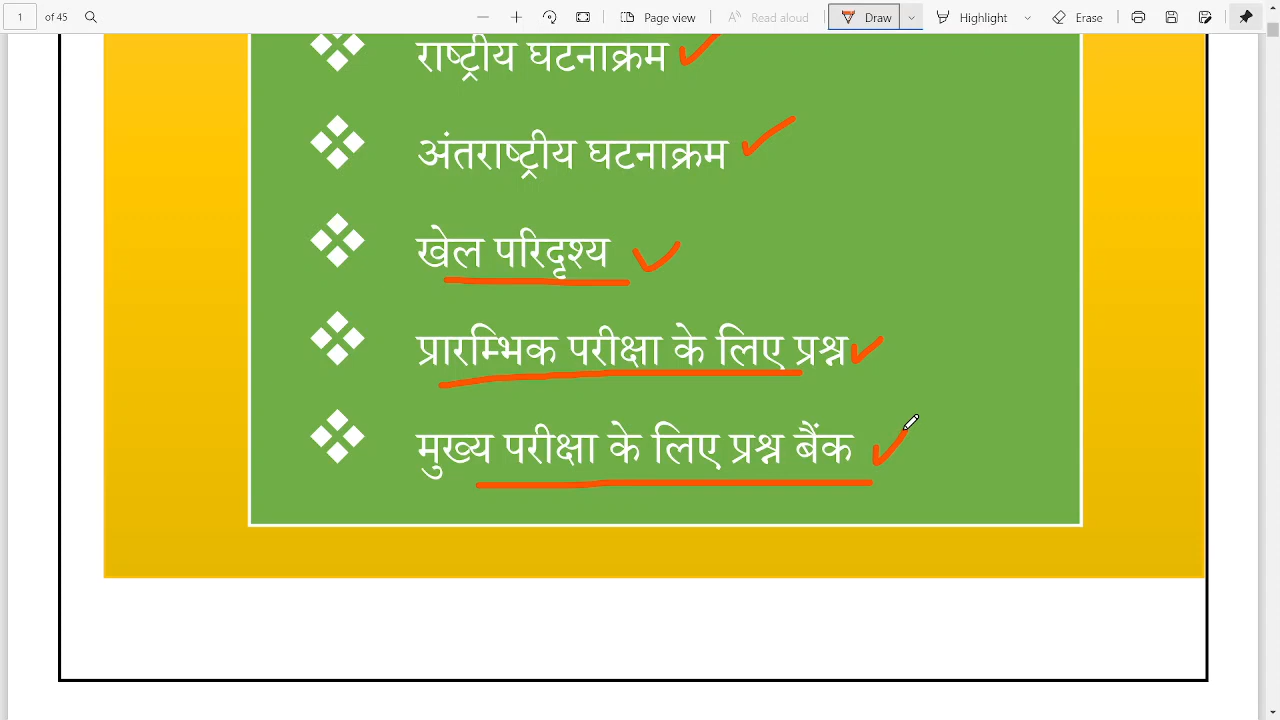 1 of 45 Page view Read aloud Draw Highlight Erase
राष्ट्रीय घटनाक्रम
अंतराष्ट्रीय घटनाक्रम
खेल परिदृश्य
प्रारम्भिक परीक्षा के लिए प्रश्न
मुख्य परीक्षा के लिए प्रश्न बैंक